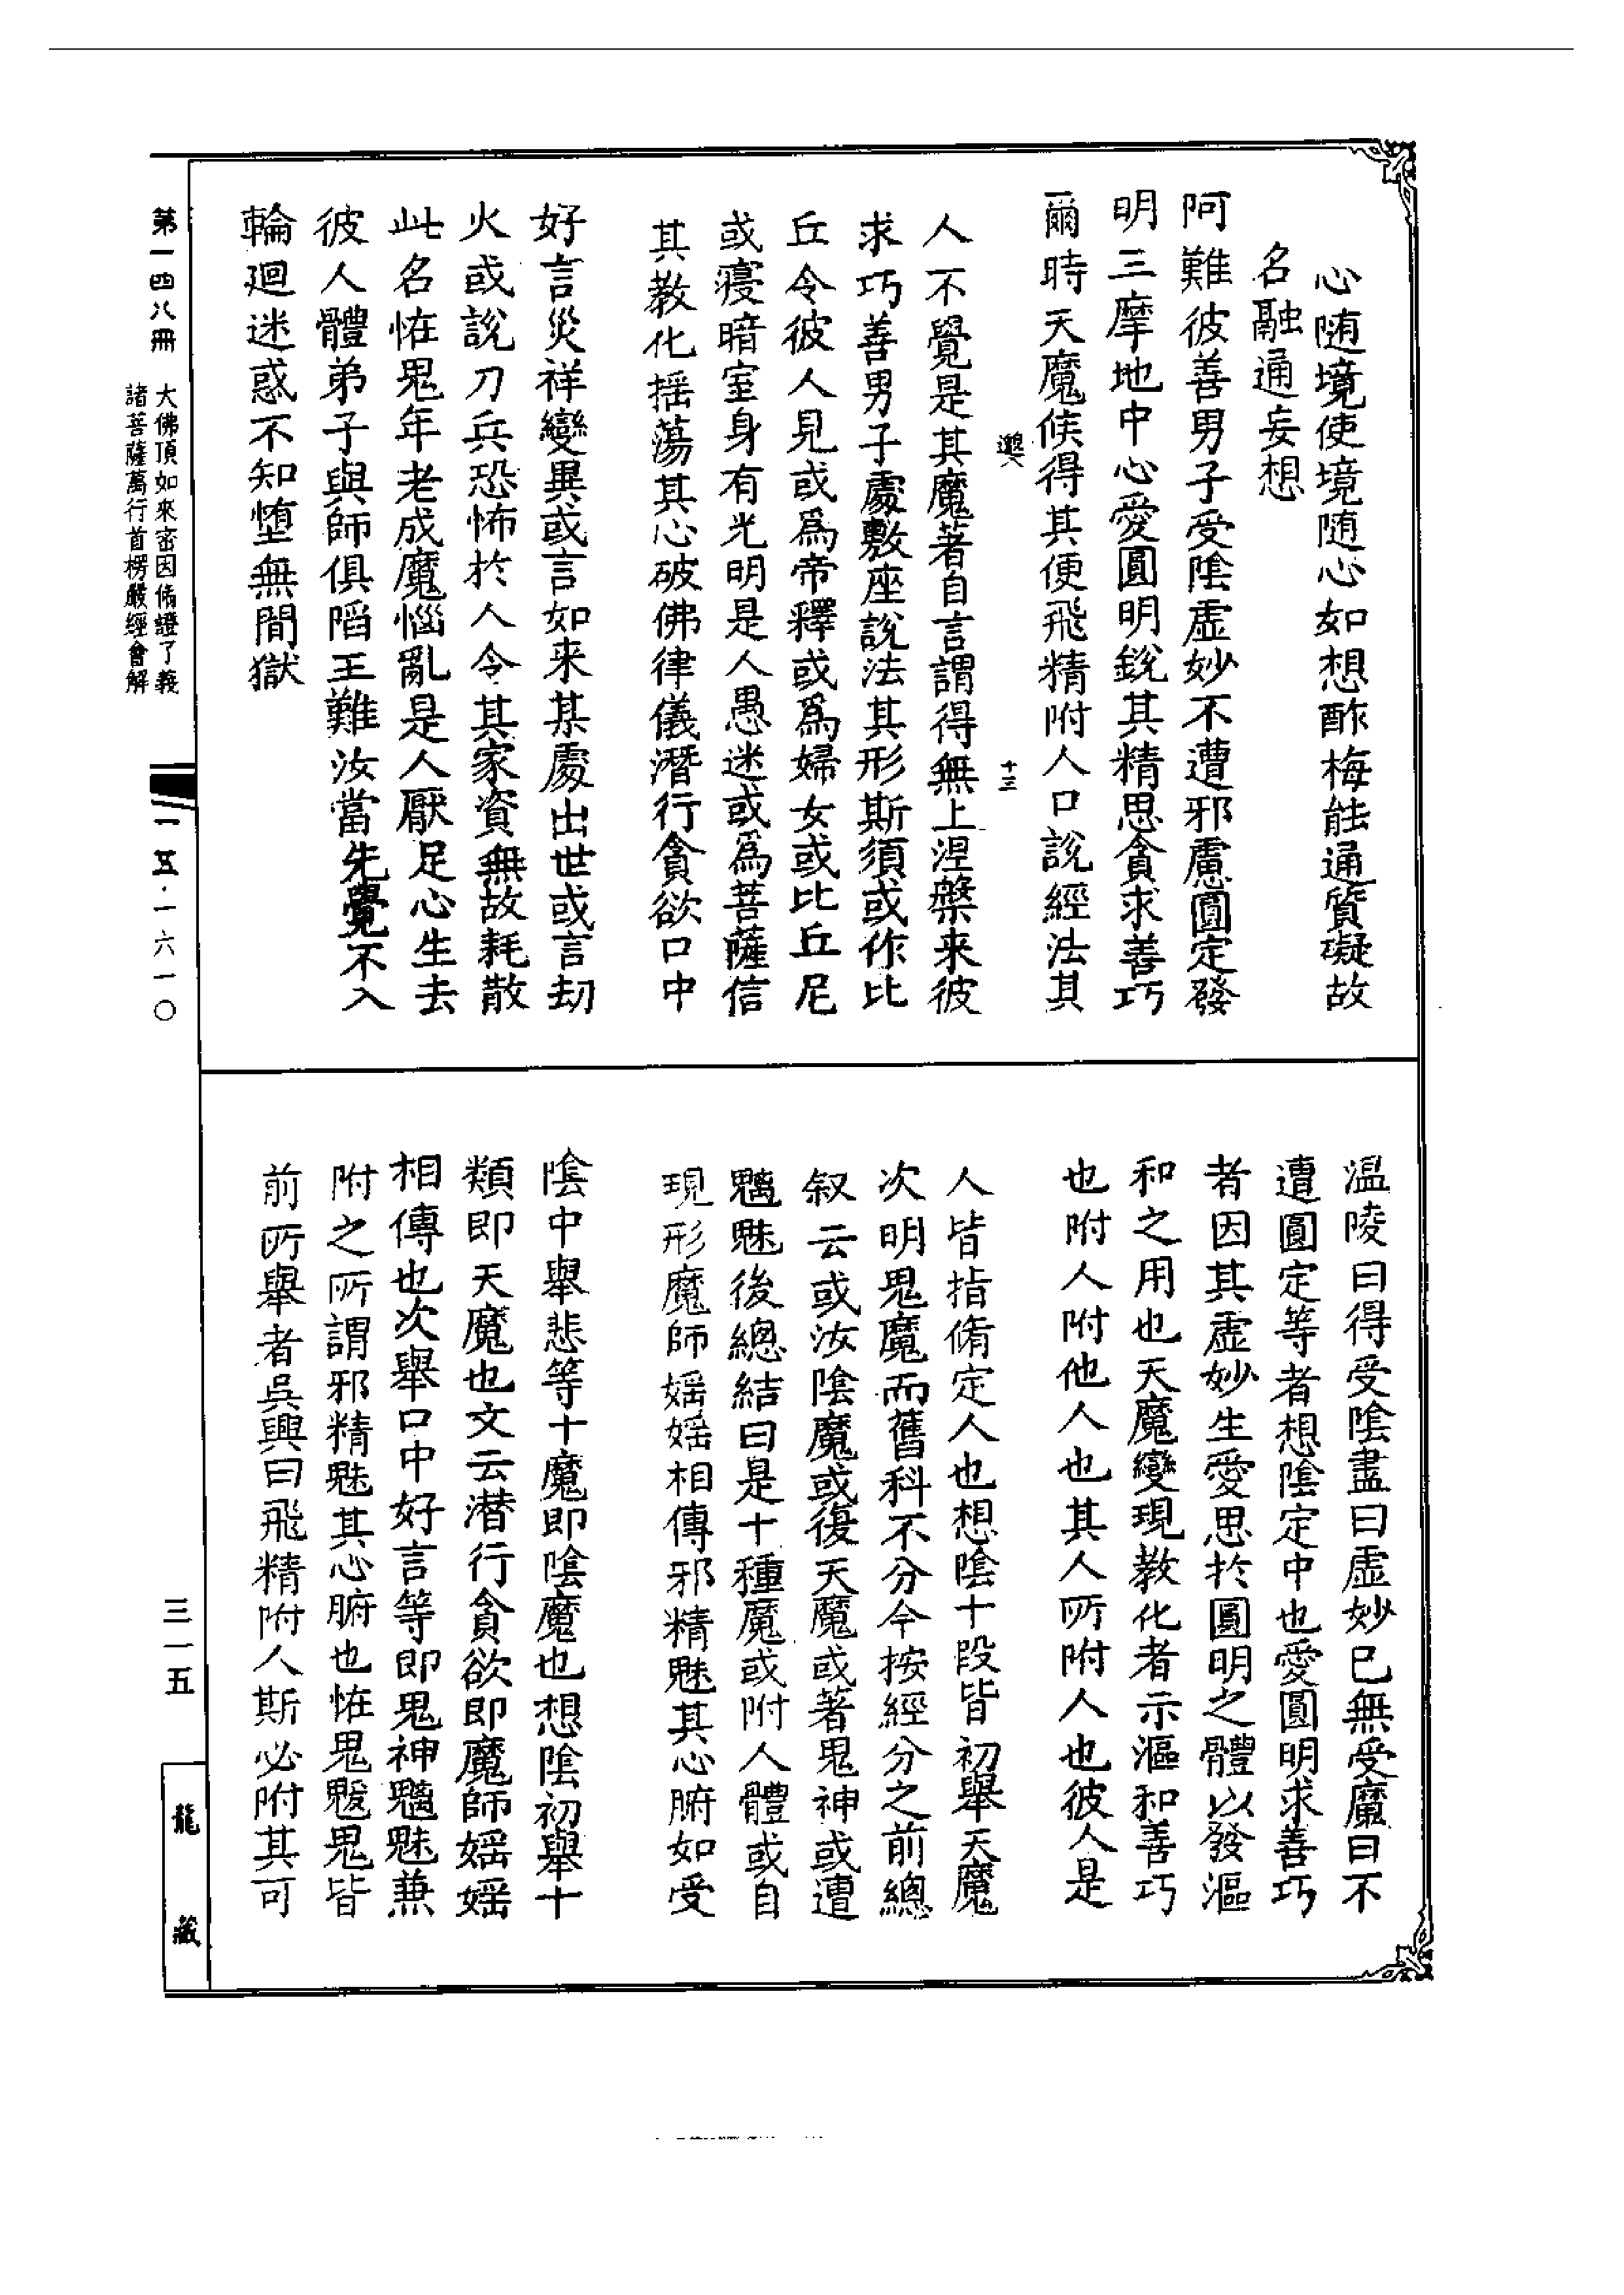 心随境使境随心如想酢梅能通質礙故
名融通妄想
阿難彼善男子受陰虛妙不遭邪慮圓定發
明三摩地中心愛圓明銳其精思貪求善巧
爾時天魔候得其便飛精附人口說經法其
十三
人不覺是其魔著自言謂得無上涅槃来彼
求巧善男子處敷座說法其形斯須或作比
丘令彼人見或爲帝釋或爲婦女或比丘尼
或寢暗室身有光明是人愚迷或爲菩薩信
其教化摇蕩其心破佛律儀潛行貪欲口中
好言災祥變異或言如来某處出世或言劫
火或說刀兵恐怖於人令其家資無故耗散
此名恠鬼年老成魔惱亂是人厭足心生去
彼人體弟子與師俱陷王難汝當先覺不入
輪迴迷惑不知堕無間獄
温陵曰得受陰盡曰虛妙已無受魔曰不
遭圓定等者想陰定中也愛圓明求善巧
者因其虛妙生愛思於圓明之體以發漚
和之用也天魔變現教化者示漚和善巧
也附人附他人也其人所附人也彼人是
人皆指脩定人也想陰十段皆初舉天魔
次明鬼魔而舊科不分今按經分之前總
叙云或汝陰魔或復天魔或著鬼神或遭
魑魅後總結曰是十種魔或附人體或自
現形魔師婬婬相傳邪精魅其心腑如受
陰中舉悲等十魔即陰魔也想陰初舉十
類即天魔也文云潜行貪欲即魔師婬婬
相傳也次舉口中好言等即鬼神魑魅兼
附之所謂邪精魅其心腑也恠鬼魃鬼皆
前所舉者吳興曰飛精附人斯必附其可
第一四八冊
大佛頂如來密因脩證了義
諸菩薩萬行首楞嚴經會解
一五·一六一〇
三一五
龍藏